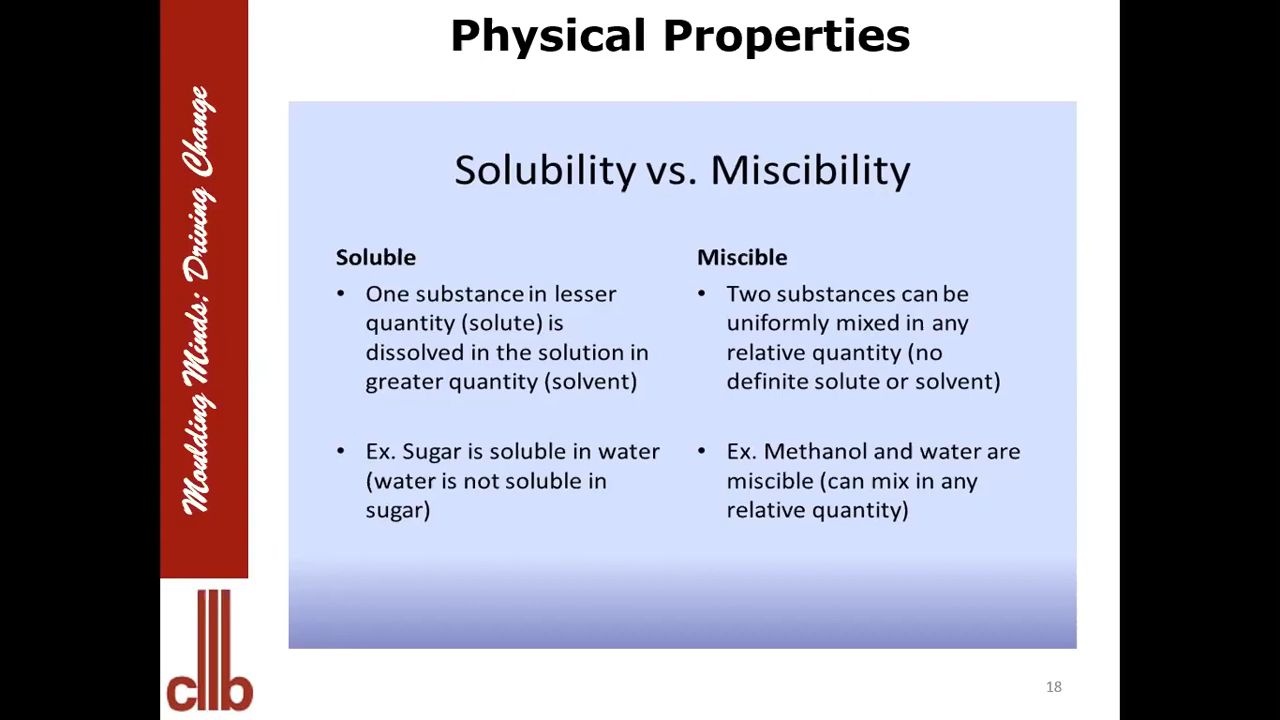 Physical Properties
Moulding Minds; Driving Change
Solubility vs. Miscibility
Soluble
• One substance in lesser
quantity (solute) is
dissolved in the solution in
greater quantity (solvent)
• Ex. Sugar is soluble in water
(water is not soluble in
sugar)
Miscible
• Two substances can be
uniformly mixed in any
relative quantity (no
definite solute or solvent)
• Ex. Methanol and water are
miscible (can mix in any
relative quantity)
cllb
18